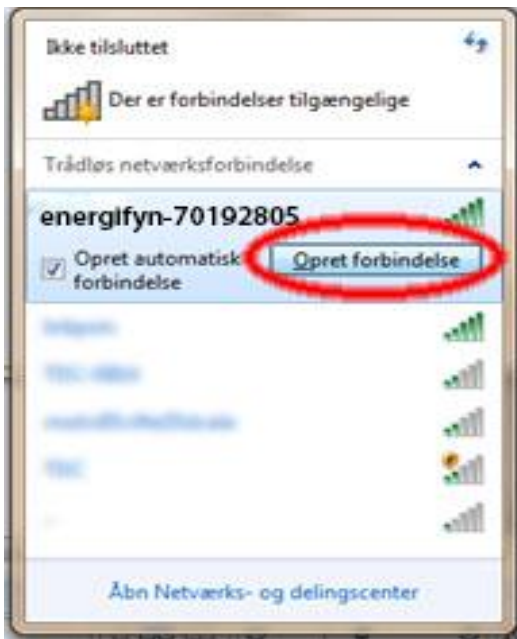 Ikke tilsluttet
Der er forbindelser tilgængelige
Trådløs netværksforbindelse
energifyn-70192805
Opret automatisk
forbindelse
Opret forbindelse
TEC
Åbn Netværks- og delingscenter